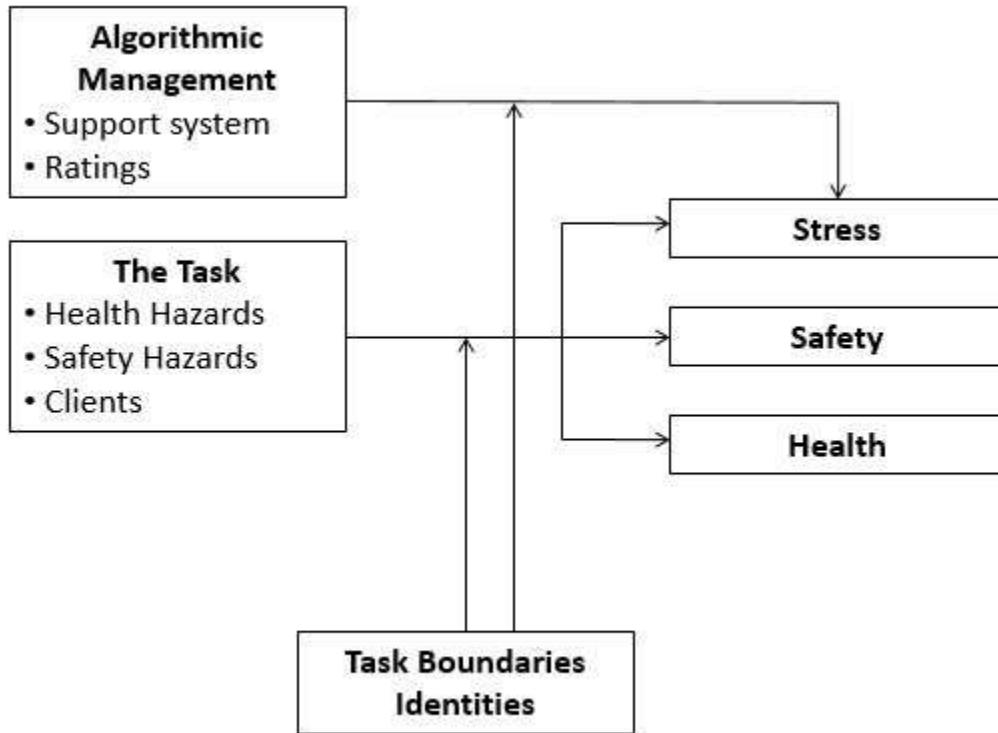 Algorithmic
Management
• Support system
• Ratings
The Task
• Health Hazards
• Safety Hazards
• Clients
Stress
Safety
Health
Task Boundaries
Identities